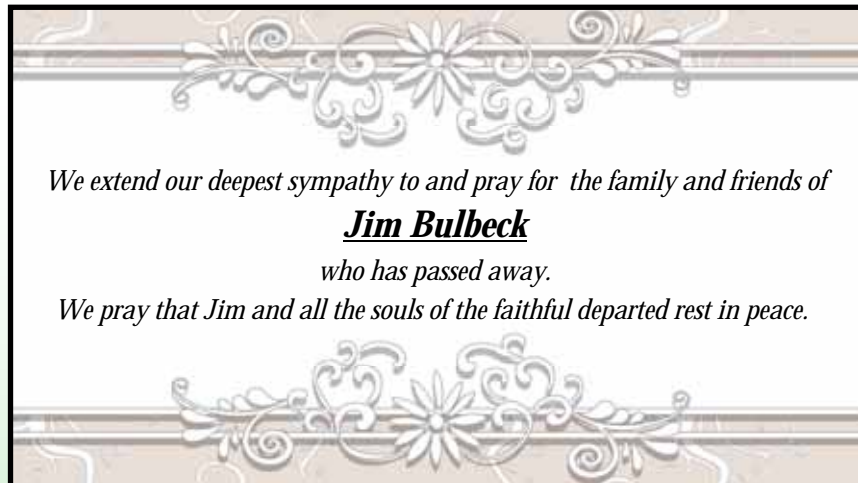 We extend our deepest sympathy to and pray for the family and friends of
Jim Bulbeck
who has passed away.
We pray that Jim and all the souls of the faithful departed rest in peace.